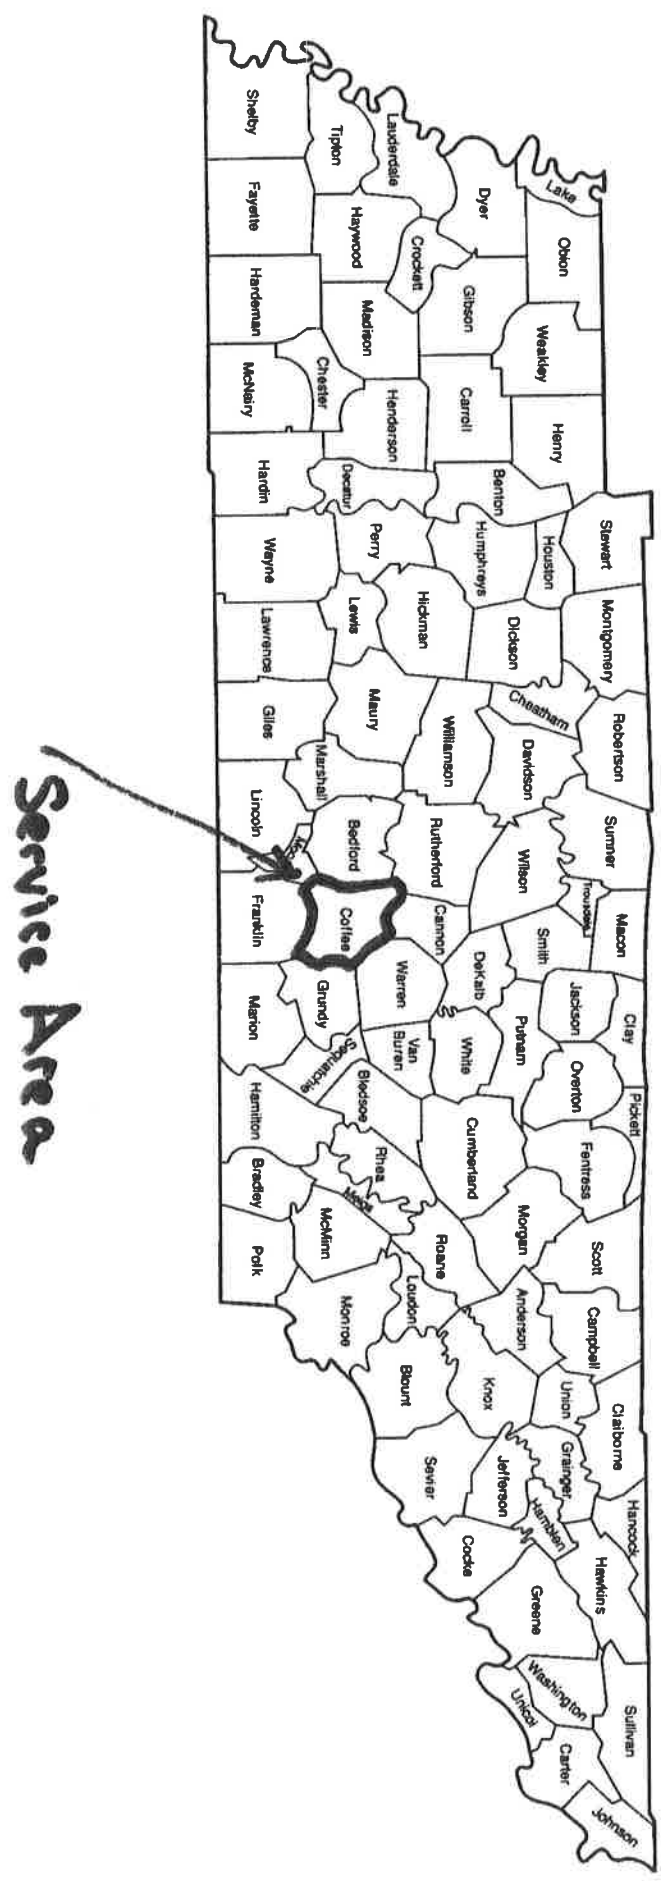 Lake
Obion
Weakley
Henry
Stewart
Montgomery
Robertson
Sumner
Trousdale
Macon
Clay
Pickett
Fentress
Scott
Campbell
Claiborne
Hancock
Hawkins
Sullivan
Johnson
Dyer
Gibson
Carroll
Benton
Houston
Humphreys
Dickson
Cheatham
Davidson
Wilson
Smith
Jackson
Overton
Putnam
Morgan
Anderson
Union
Grainger
Hamblen
Jefferson
Greene
Washington
Unicoi
Carter
Lauderdale
Crockett
Tipton
Haywood
Madison
Chester
Henderson
Decatur
Perry
Hickman
Lewis
Maury
Williamson
Marshall
Bedford
Rutherford
Cannon
Coffee
DeKalb
Warren
White
Van
Buren
Cumberland
Grundy
Sequatchie
Bledsoe
Rhea
Meigs
Roane
McMinn
Loudon
Monroe
Knox
Blount
Sevier
Cocke
Shelby
Fayette
Hardeman
McNairy
Hardin
Wayne
Lawrence
Giles
Lincoln
Franklin
Marion
Hamilton
Bradley
Polk
Service Area